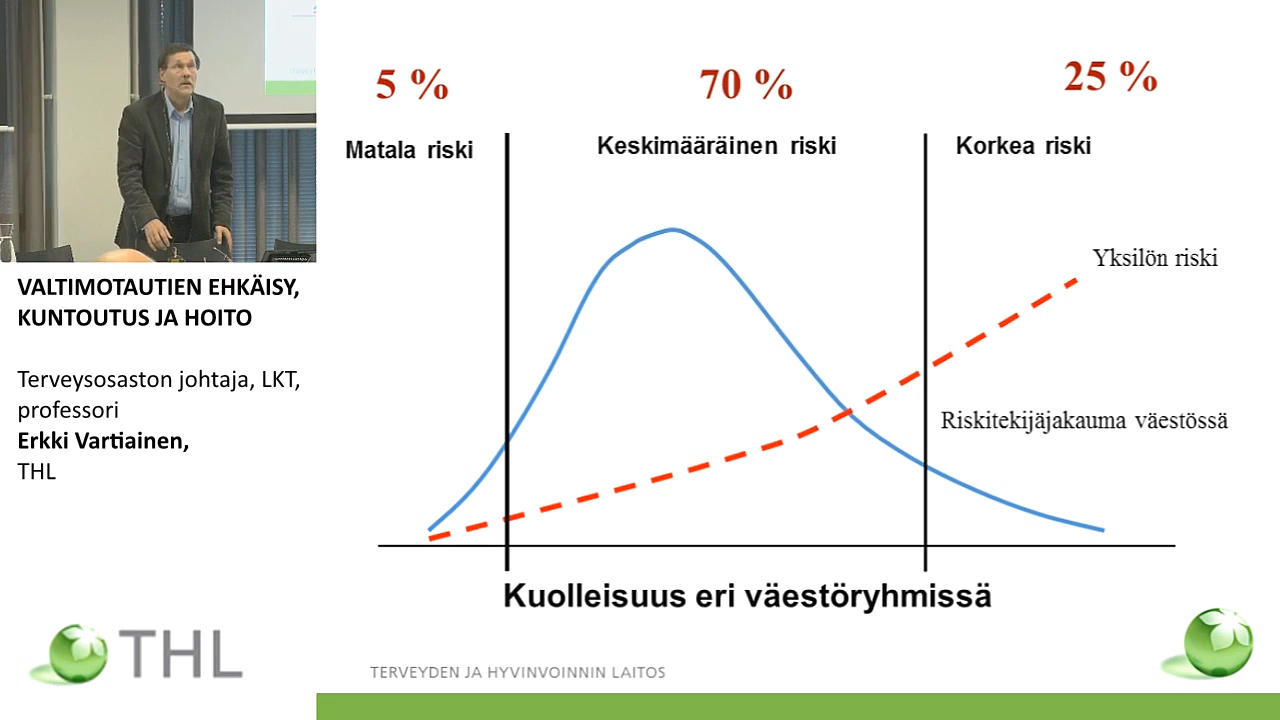 5 %
70 %
25 %
Matala riski
Keskimääräinen riski
Korkea riski
Yksilön riski
Riskitekijäjakauma väestössä
Kuolleisuus eri väestöryhmissä
VALTIMOTAUTIEN EHKÄISY,
KUNTOUTUS JA HOITO
Terveysosaston johtaja, LKT,
professori
Erkki Vartiainen,
THL
THL
TERVEYDEN JA HYVINVOINNIN LAITOS